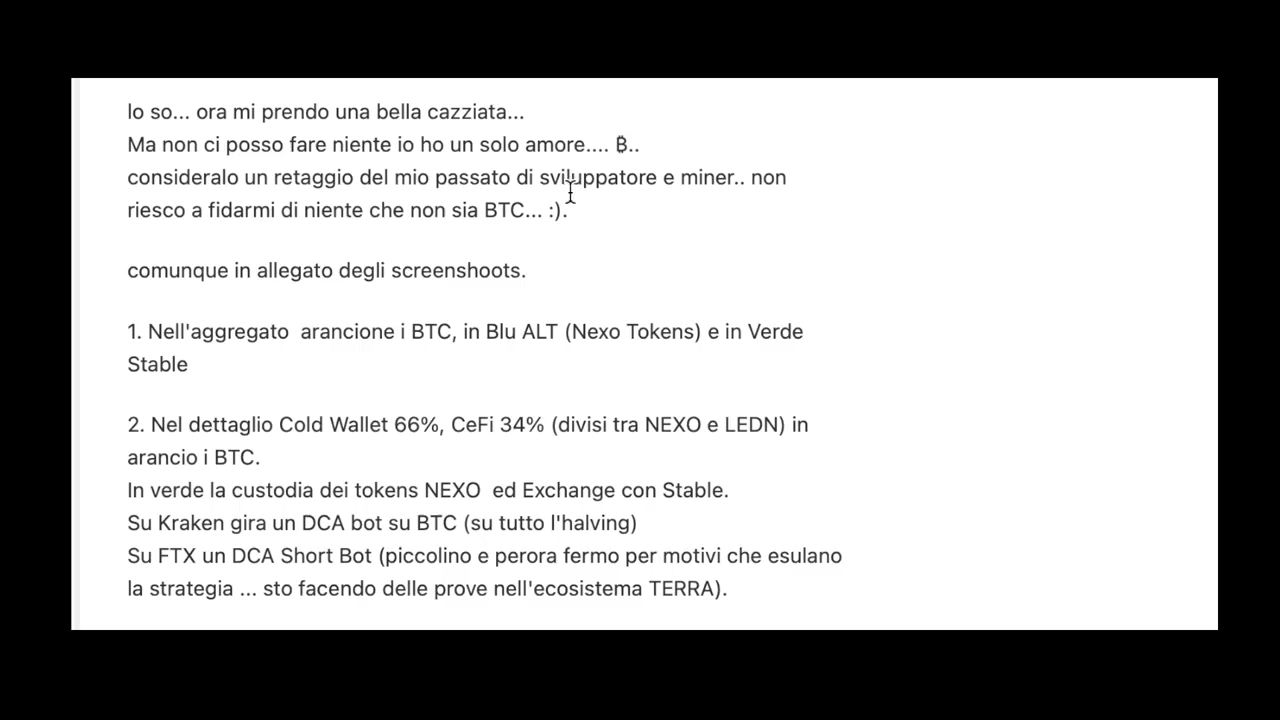 lo so... ora mi prendo una bella cazziata...
Ma non ci posso fare niente io ho un solo amore.... ₿..
consideralo un retaggio del mio passato di sviluppatore e miner.. non
riesco a fidarmi di niente che non sia BTC... :).
comunque in allegato degli screenshoots.
1. Nell'aggregato  arancione i BTC, in Blu ALT (Nexo Tokens) e in Verde
Stable
2. Nel dettaglio Cold Wallet 66%, CeFi 34% (divisi tra NEXO e LEDN) in
arancio i BTC.
In verde la custodia dei tokens NEXO  ed Exchange con Stable.
Su Kraken gira un DCA bot su BTC (su tutto l'halving)
Su FTX un DCA Short Bot (piccolino e perora fermo per motivi che esulano
la strategia ... sto facendo delle prove nell'ecosistema TERRA).